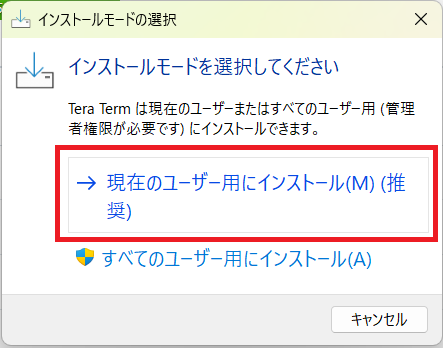 インストールモードの選択
インストールモードを選択してください
Tera Term は現在のユーザーまたはすべてのユーザー用 (管理
者権限が必要です) にインストールできます。
現在のユーザー用にインストール(M) (推
奨)
すべてのユーザー用にインストール(A)
キャンセル